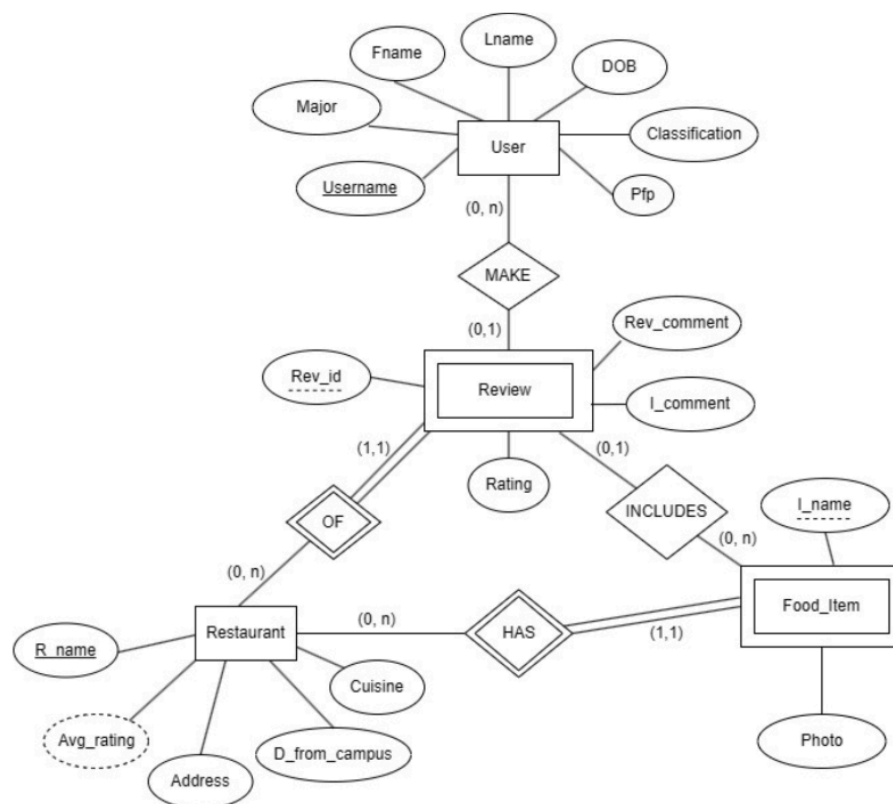 Lname
Fname
DOB
Major
Classification
User
Username
Pfp
(0, n)
MAKE
Rev_comment
(0,1)
Rev_id
Review
I_comment
(1,1)
(0,1)
Rating
I_name
OF
INCLUDES
(0, n)
(0, n)
Food_Item
(0, n)
Restaurant
HAS
(1,1)
R_name
Cuisine
Avg_rating
D_from_campus
Photo
Address